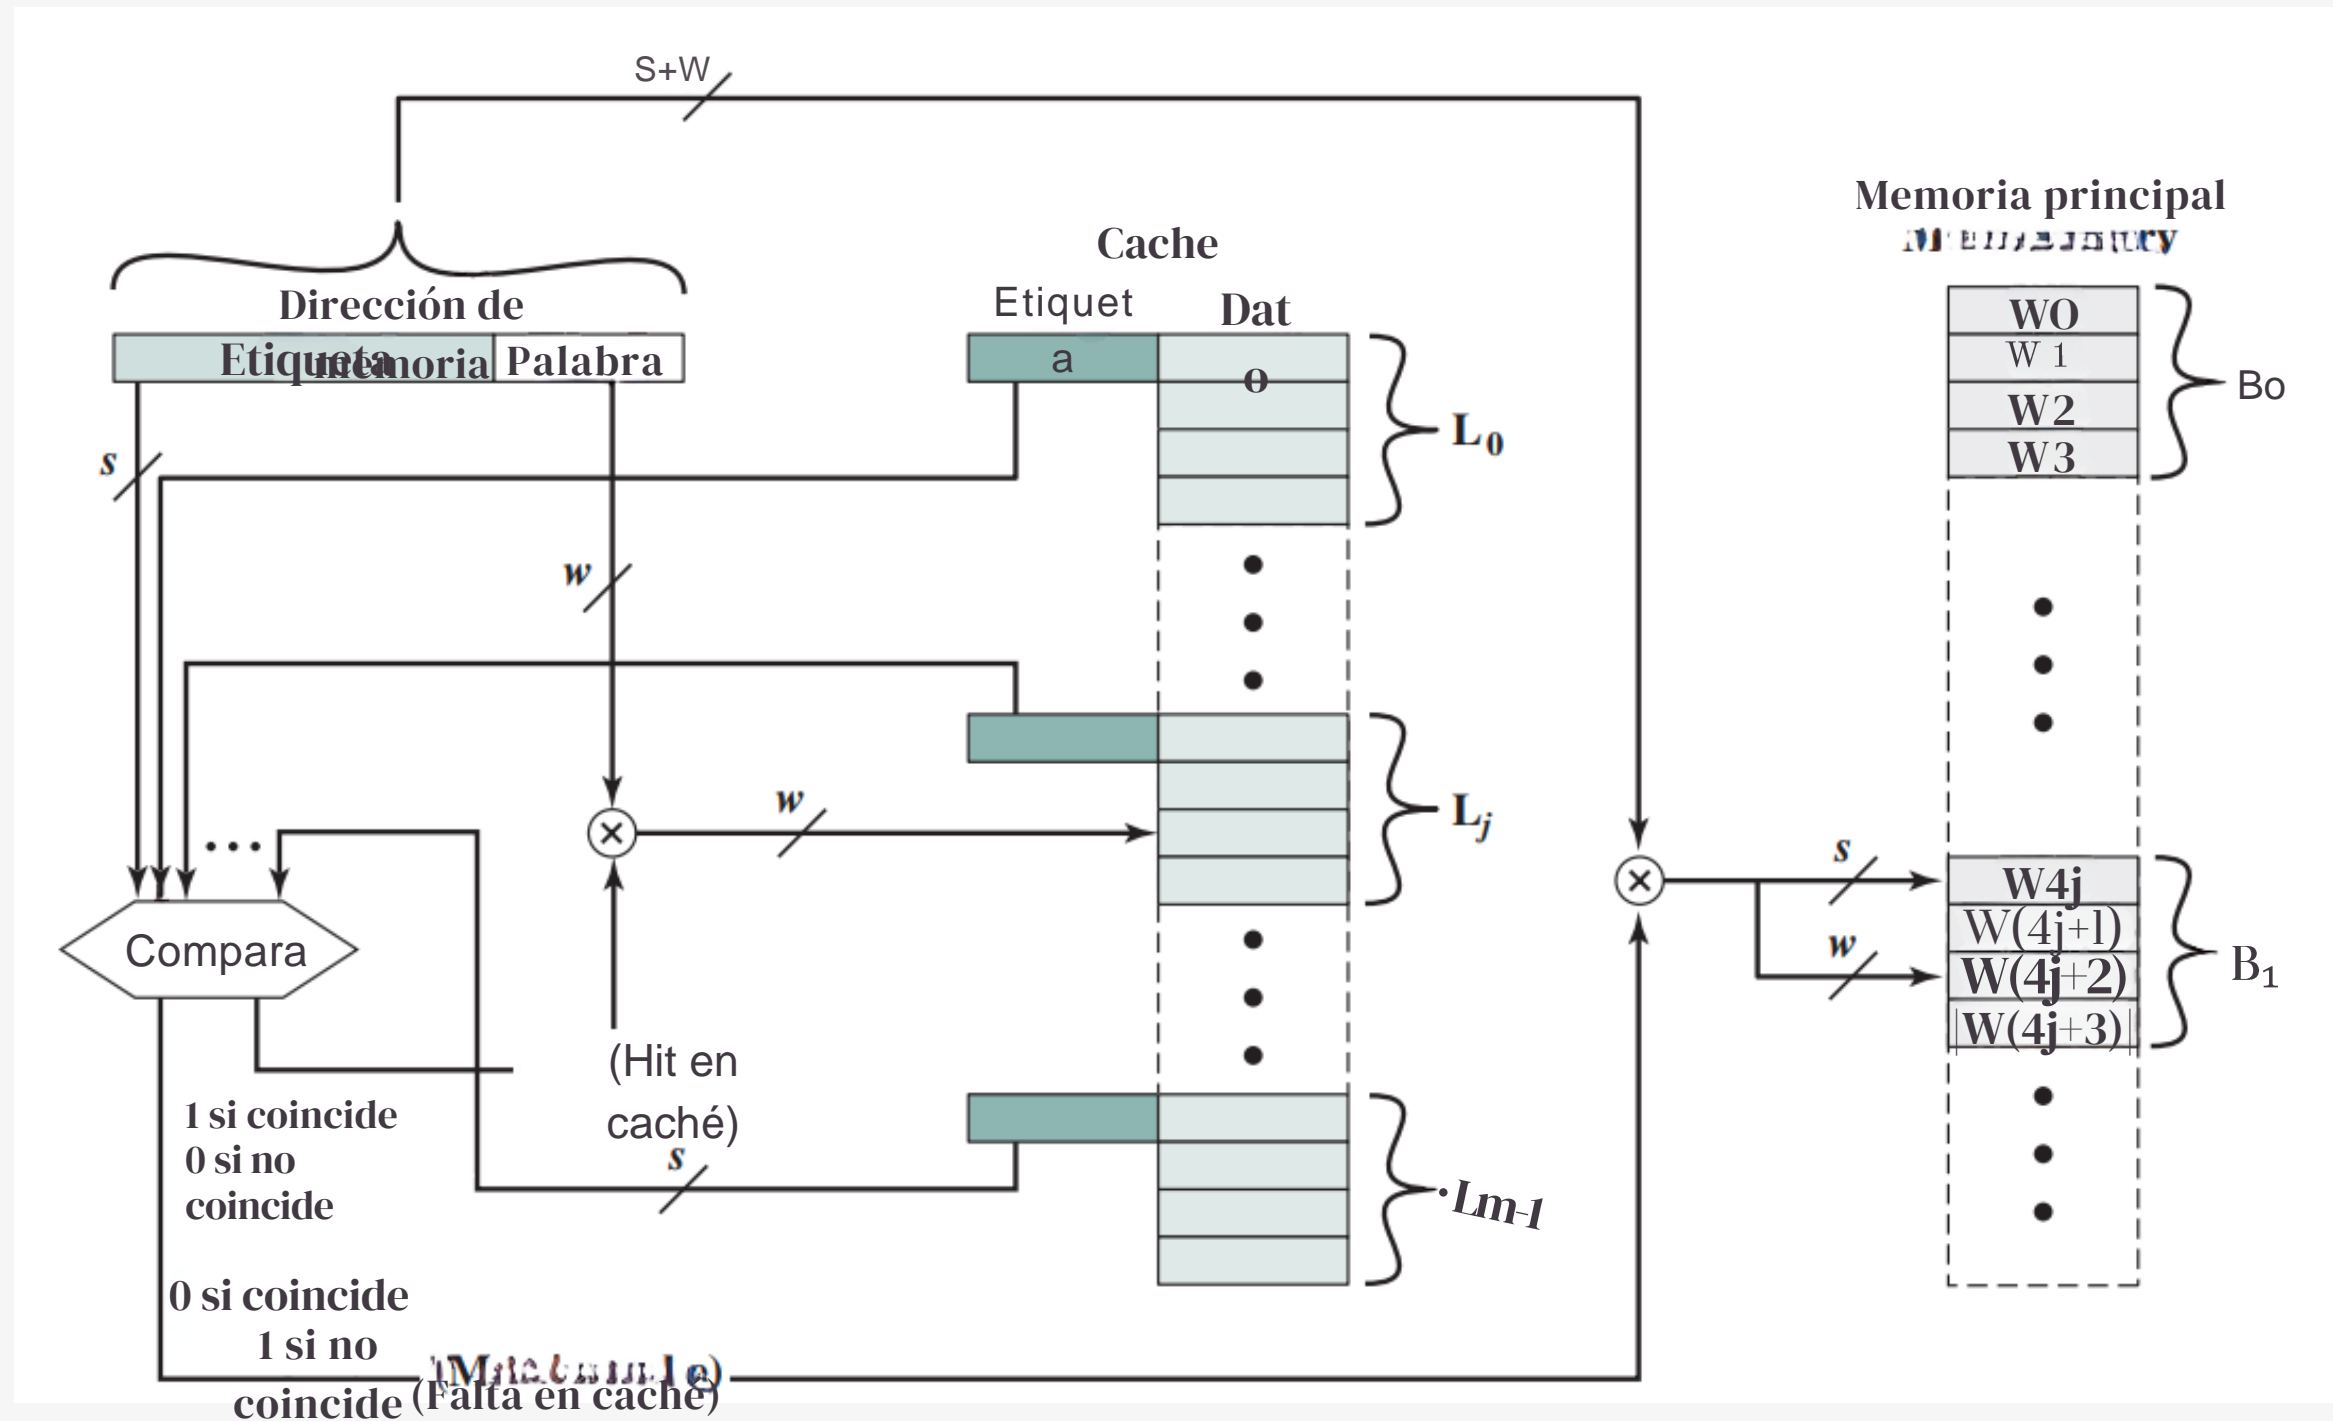 S+W
Memoria principal
Cache
Dirección de
memoria
Etiqueta
Palabra
Etiquet
a
Dat
o
L0
WO
W 1
W2
W3
Bo
s
w
w
Lj
s
W4j
W(4j+l)
w
W(4j+2)
|W(4j+3)|
B1
Compara
(Hit en
caché)
1 si coincide
0 si no
coincide
s
·Lm-l
0 si coincide
1 si no
coincide
(Falta en caché)